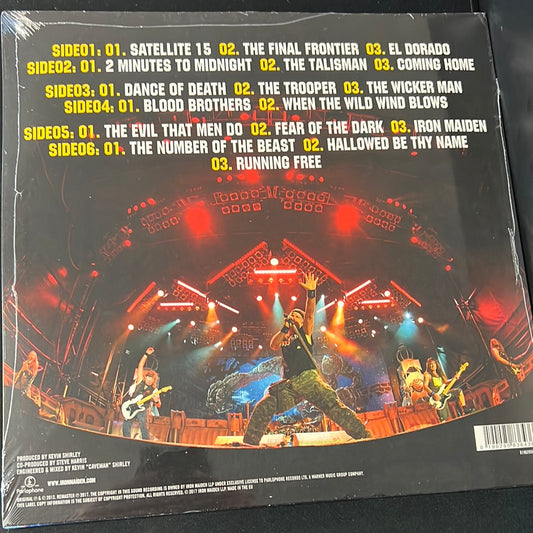 SIDE01: 01. SATELLITE 15 02. THE FINAL FRONTIER 03. EL DORADO
SIDE02: 01. 2 MINUTES TO MIDNIGHT 02. THE TALISMAN 03. COMING HOME
SIDE03: 01. DANCE OF DEATH 02. THE TROOPER 03. THE WICKER MAN
SIDE04: 01. BLOOD BROTHERS 02. WHEN THE WILD WIND BLOWS
SIDE05: 01. THE EVIL THAT MEN DO 02. FEAR OF THE DARK 03. IRON MAIDEN
SIDE06: 01. THE NUMBER OF THE BEAST 02. HALLOWED BE THY NAME
03. RUNNING FREE
PRODUCED BY KEVIN SHIRLEY
CO-PRODUCED BY STEVE HARRIS
ENGINEERED & MIXED BY KEVIN "CAVEMAN" SHIRLEY
WWW.IRONMAIDEN.COM
Parlophone